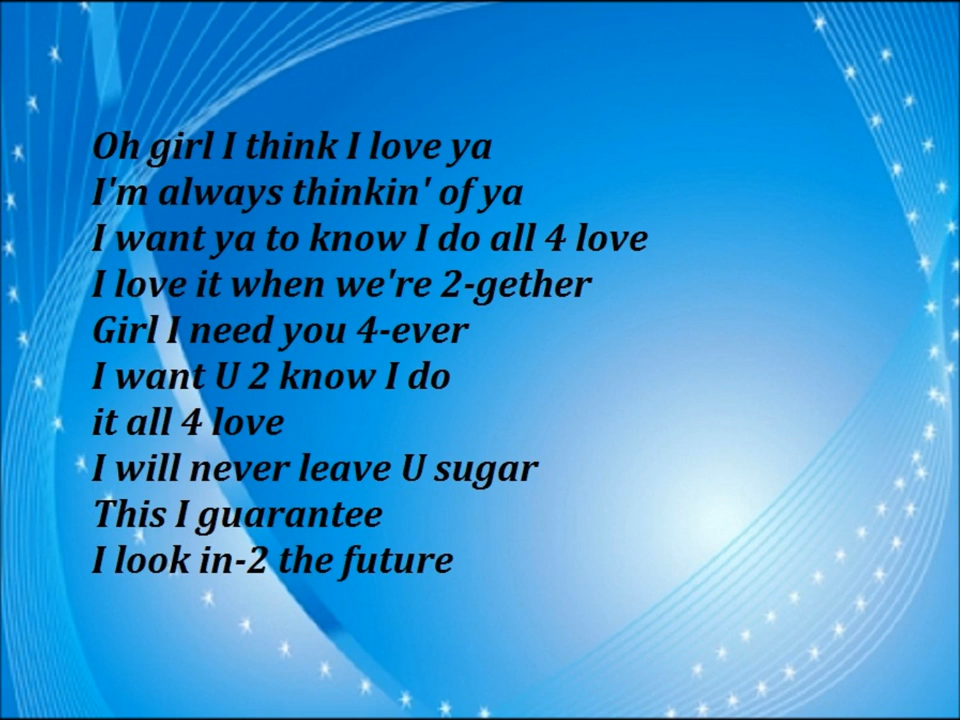 Oh girl I think I love ya
I'm always thinkin' of ya
I want ya to know I do all 4 love
I love it when we're 2-gether
Girl I need you 4-ever
I want U 2 know I do
it all 4 love
I will never leave U sugar
This I guarantee
I look in-2 the future